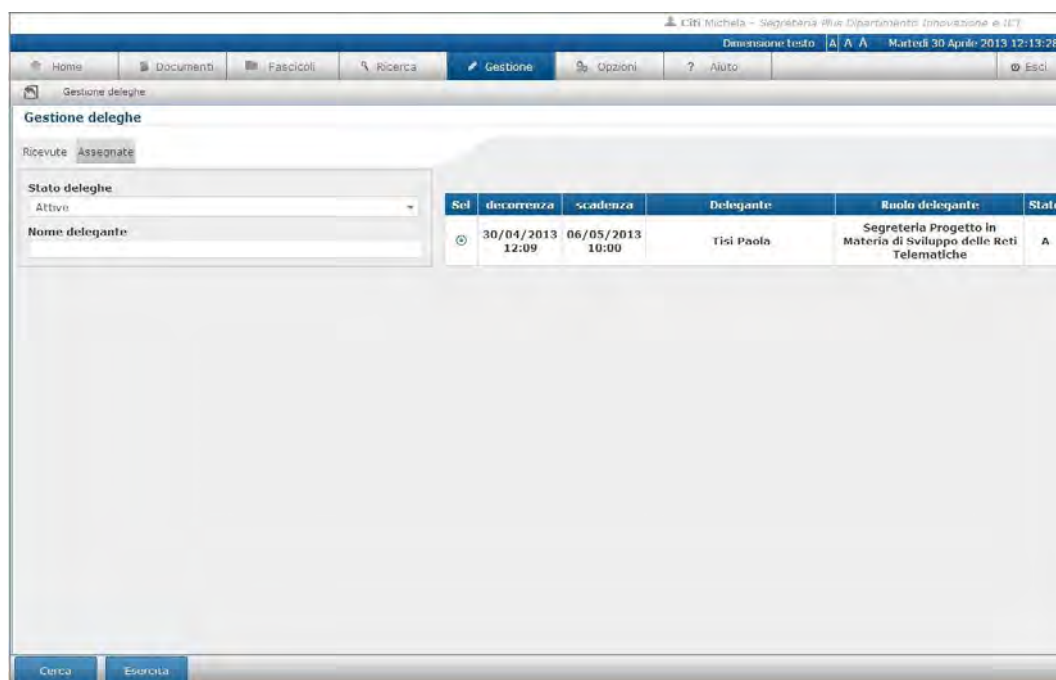 Citi Michela - Segreteria Plus Dipartimento Innovazione e ICT
Dimensione testo A A A Martedì 30 Aprile 2013 12:13:28
Home Documenti Fascicoli Ricerca Gestione Opzioni ? Aiuto Esci
Gestione deleghe
Gestione deleghe
Ricevute Assegnate
Stato deleghe
Attive
Nome delegante
Sel decorrenza scadenza Delegante Ruolo delegante Stato
30/04/2013 12:09 06/05/2013 10:00 Tisi Paola Segreteria Progetto in Materia di Sviluppo delle Reti Telematiche A
Cerca Esercita